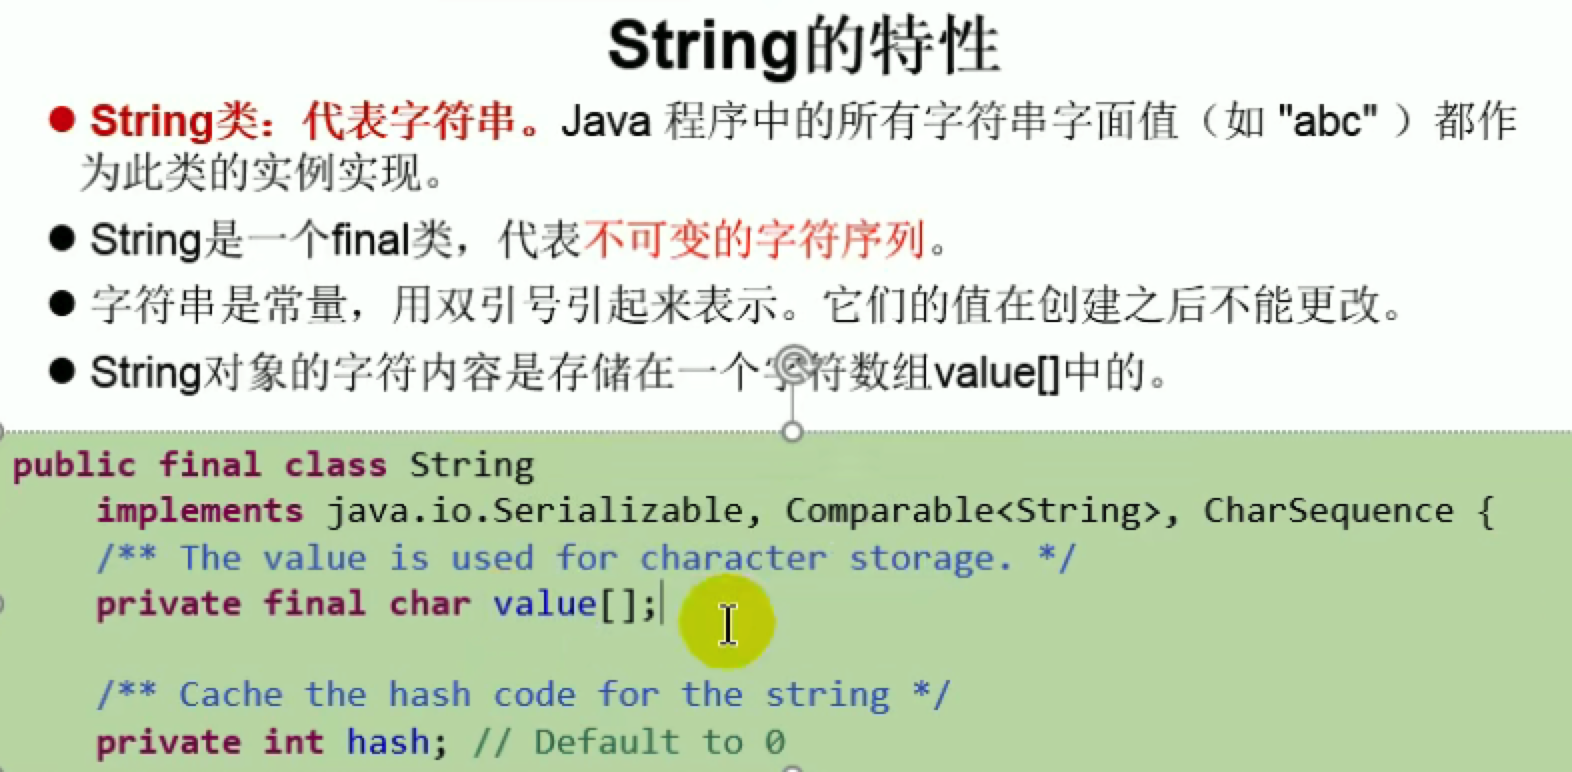 String的特性
String类：代表字符串。Java 程序中的所有字符串字面值（如 "abc" ）都作
为此类的实例实现。
String是一个final类，代表不可变的字符序列。
字符串是常量，用双引号引起来表示。它们的值在创建之后不能更改。
String对象的字符内容是存储在一个字符数组value[]中的。
public final class String
    implements java.io.Serializable, Comparable<String>, CharSequence {
    /** The value is used for character storage. */
    private final char value[];
    /** Cache the hash code for the string */
    private int hash; // Default to 0